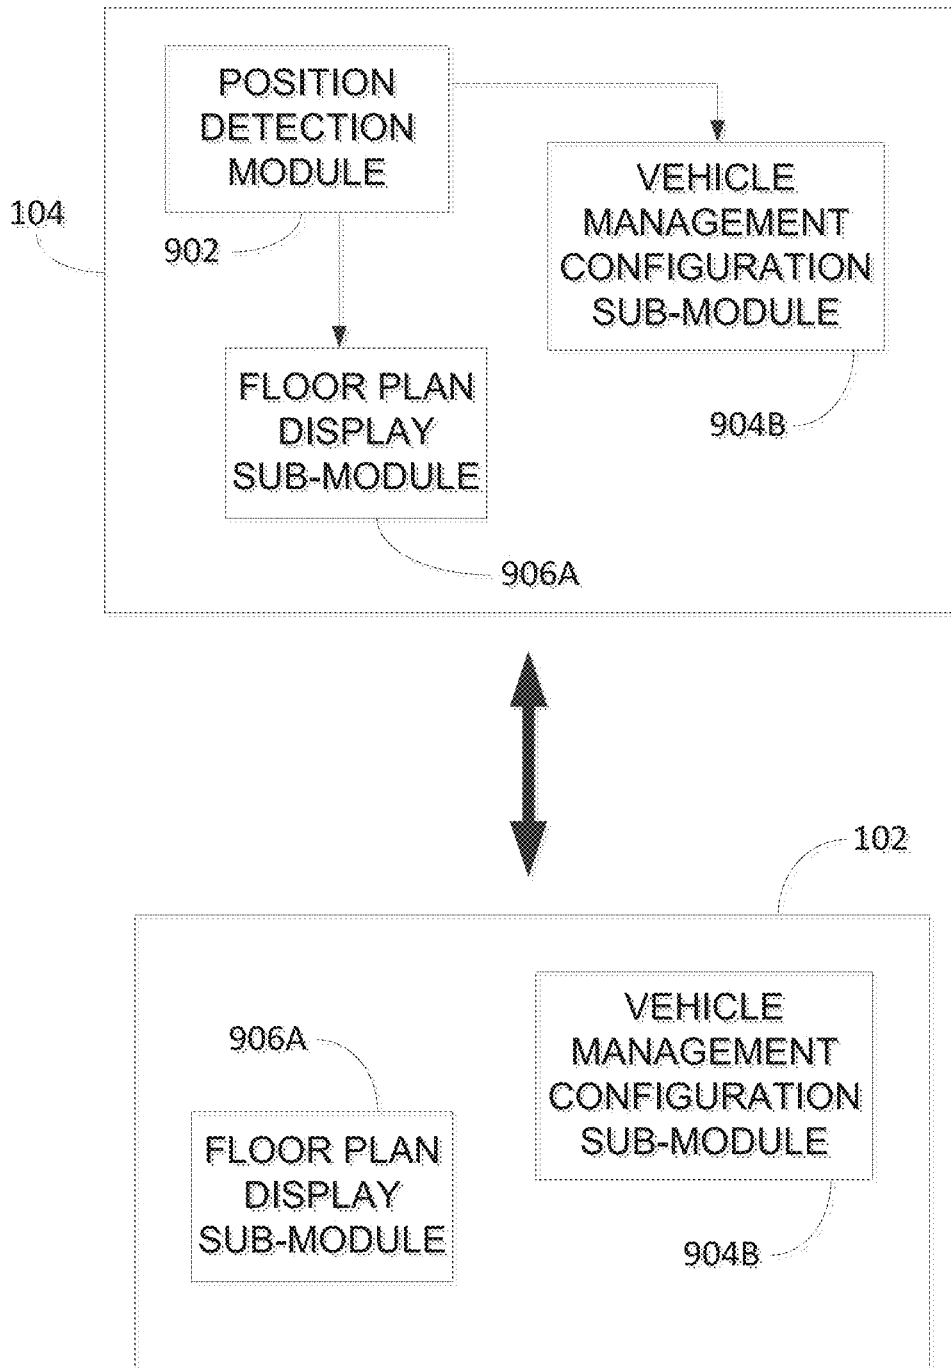 POSITION
DETECTION
MODULE
104
902
VEHICLE
MANAGEMENT
CONFIGURATION
SUB-MODULE
904B
FLOOR PLAN
DISPLAY
SUB-MODULE
906A
102
906A
VEHICLE
MANAGEMENT
CONFIGURATION
SUB-MODULE
904B
FLOOR PLAN
DISPLAY
SUB-MODULE